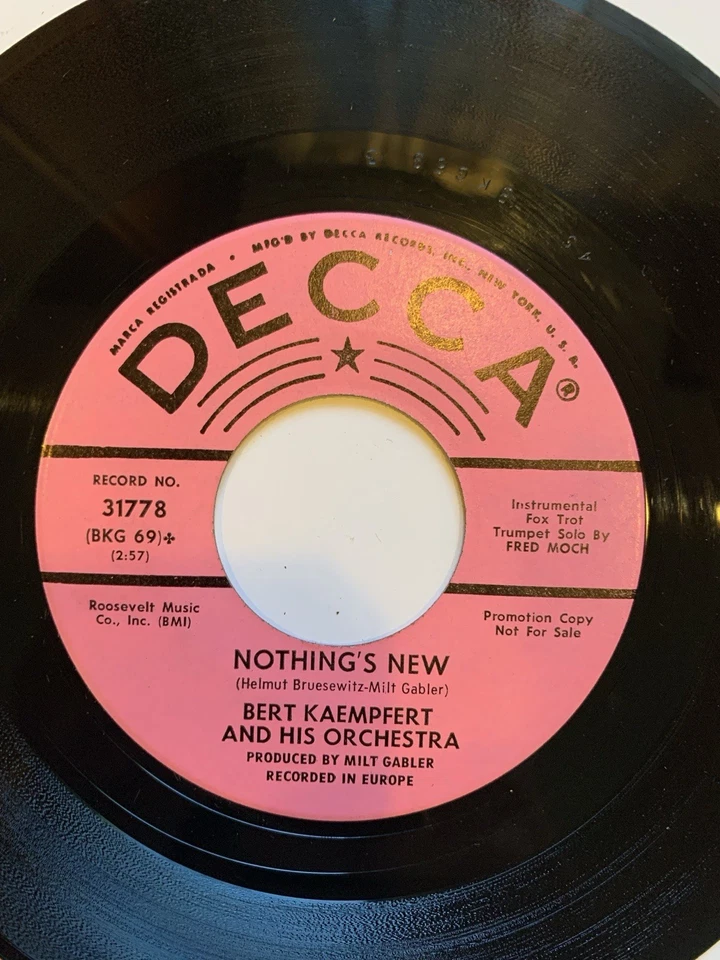 MARCA REGISTRADA • MFG'D BY DECCA RECORDS, INC., NEW YORK, U. S. A.
DECCA®
RECORD NO.
31778
(BKG 69)✤
(2:57)
Instrumental
Fox Trot
Trumpet Solo By
FRED MOCH
Roosevelt Music
Co., Inc. (BMI)
Promotion Copy
Not For Sale
NOTHING'S NEW
(Helmut Bruesewitz-Milt Gabler)
BERT KAEMPFERT
AND HIS ORCHESTRA
PRODUCED BY MILT GABLER
RECORDED IN EUROPE